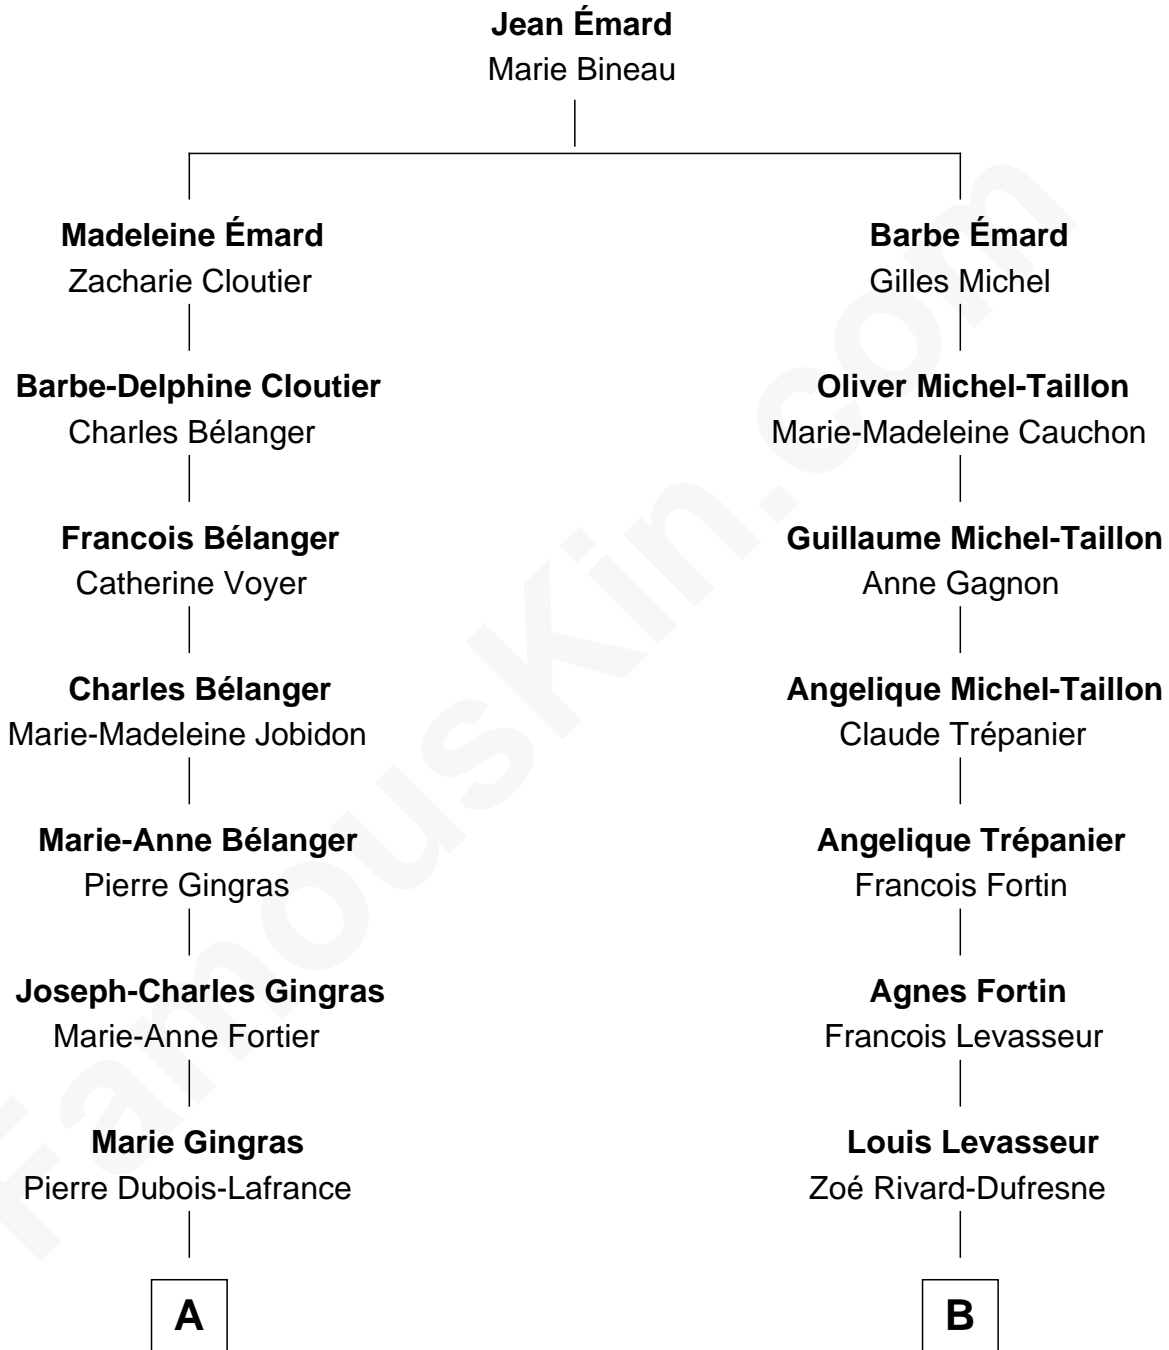 Jean Émard
Marie Bineau
Madeleine Émard
Zacharie Cloutier
Barbe-Delphine Cloutier
Charles Bélanger
Francois Bélanger
Catherine Voyer
Charles Bélanger
Marie-Madeleine Jobidon
Marie-Anne Bélanger
Pierre Gingras
Joseph-Charles Gingras
Marie-Anne Fortier
Marie Gingras
Pierre Dubois-Lafrance
A
Barbe Émard
Gilles Michel
Oliver Michel-Taillon
Marie-Madeleine Cauchon
Guillaume Michel-Taillon
Anne Gagnon
Angelique Michel-Taillon
Claude Trépanier
Angelique Trépanier
Francois Fortin
Agnes Fortin
Francois Levasseur
Louis Levasseur
Zoé Rivard-Dufresne
B
FamousKin.com